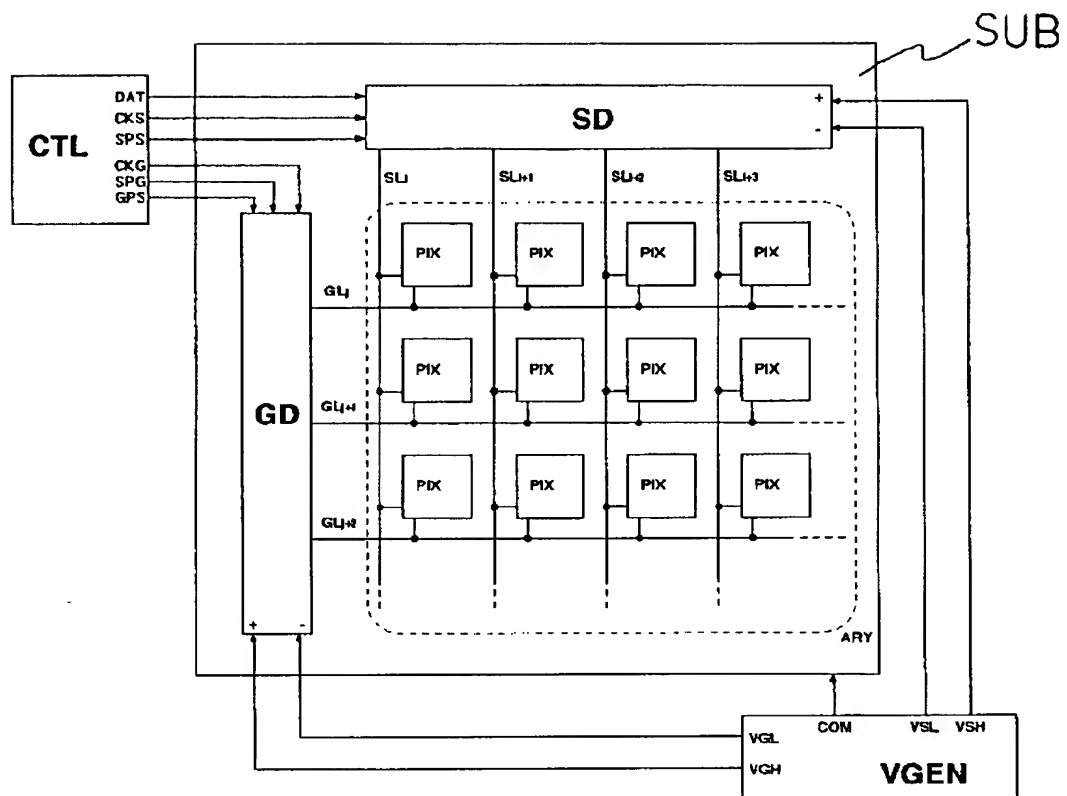 SUB
DAT
CKS
SPS
CTL
CKG
SPG
GPS
SD
+
-
SLi
SLi+1
SLi+2
SLi+3
PIX PIX PIX PIX
GLj
PIX PIX PIX PIX
GLj+1
GD
PIX PIX PIX PIX
GLj+2
+ -
ARY
COM VSL VSH
VGL
VGH
VGEN